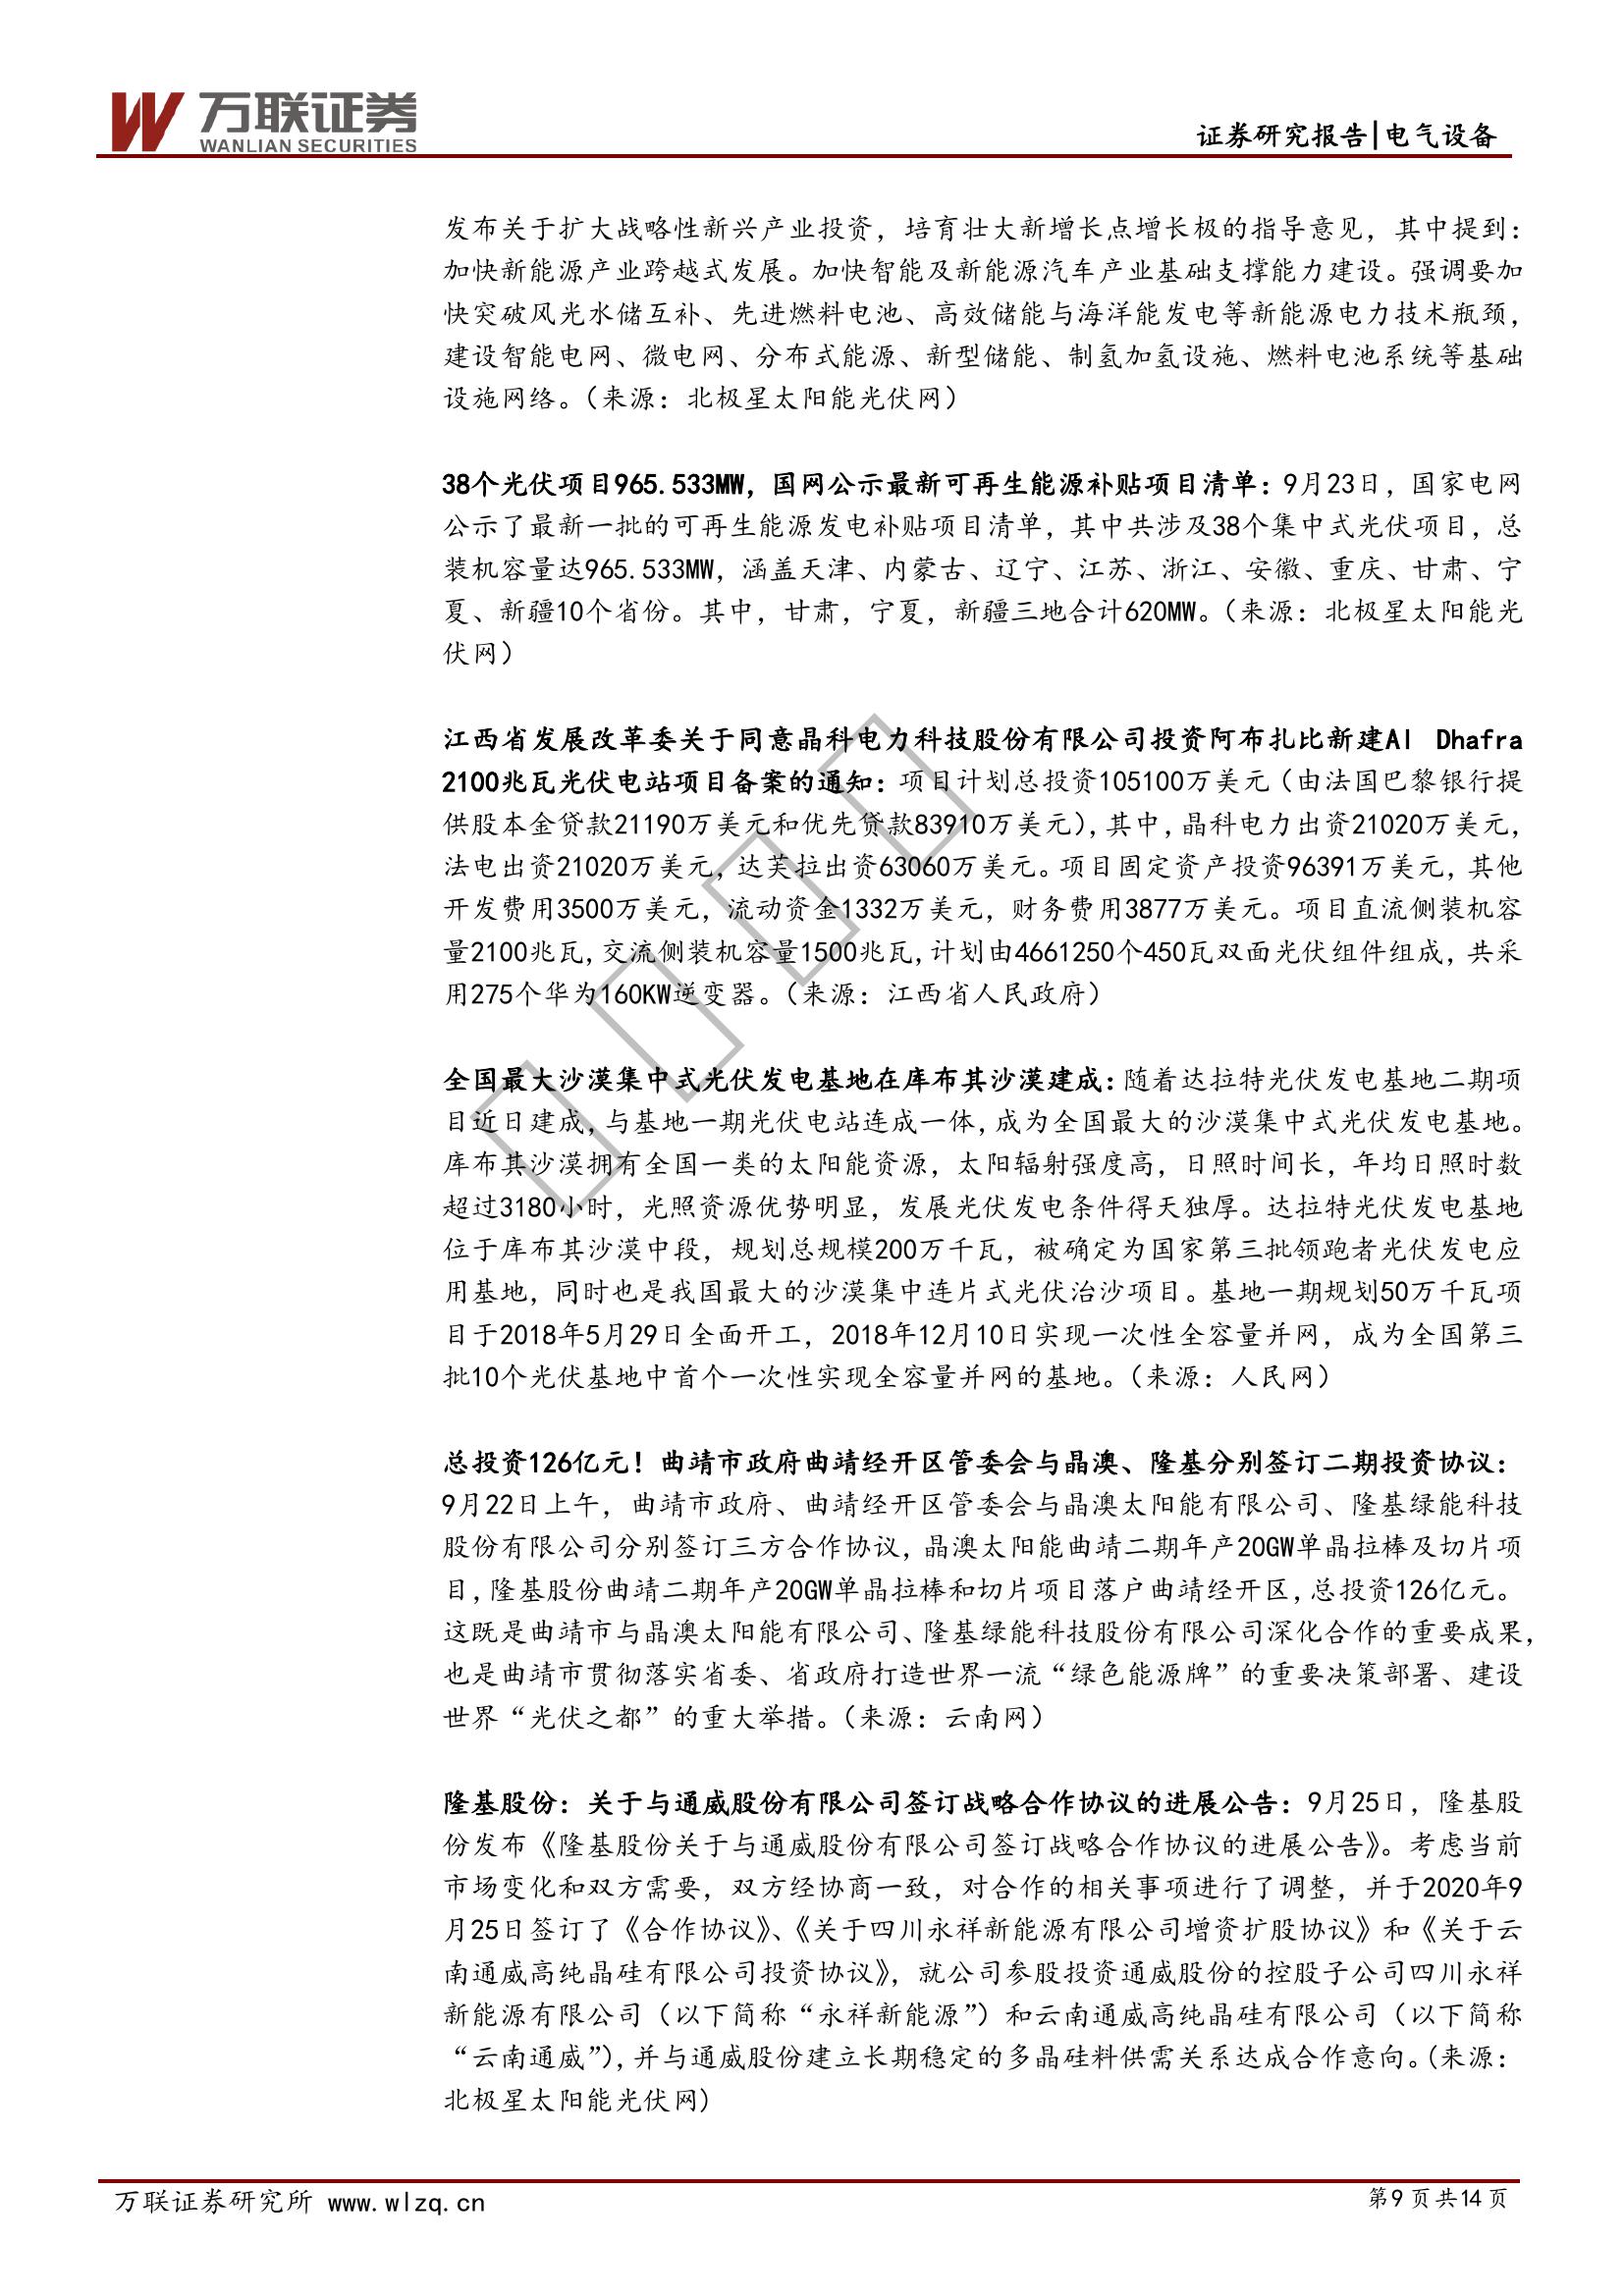 万联证券
WANLIAN SECURITIES
证券研究报告|电气设备
发布关于扩大战略性新兴产业投资，培育壮大新增长点增长极的指导意见，其中提到：
加快新能源产业跨越式发展。加快智能及新能源汽车产业基础支撑能力建设。强调要加
快突破风光水储互补、先进燃料电池、高效储能与海洋能发电等新能源电力技术瓶颈，
建设智能电网、微电网、分布式能源、新型储能、制氢加氢设施、燃料电池系统等基础
设施网络。（来源：北极星太阳能光伏网）
38个光伏项目965.533MW，国网公示最新可再生能源补贴项目清单：9月23日，国家电网
公示了最新一批的可再生能源发电补贴项目清单，其中共涉及38个集中式光伏项目，总
装机容量达965.533MW，涵盖天津、内蒙古、辽宁、江苏、浙江、安徽、重庆、甘肃、宁
夏、新疆10个省份。其中，甘肃，宁夏，新疆三地合计620MW。（来源：北极星太阳能光
伏网）
江西省发展改革委关于同意晶科电力科技股份有限公司投资阿布扎比新建Al Dhafra
2100兆瓦光伏电站项目备案的通知：项目计划总投资105100万美元（由法国巴黎银行提
供股本金贷款21190万美元和优先贷款83910万美元），其中，晶科电力出资21020万美元，
法电出资21020万美元，达芙拉出资63060万美元。项目固定资产投资96391万美元，其他
开发费用3500万美元，流动资金1332万美元，财务费用3877万美元。项目直流侧装机容
量2100兆瓦，交流侧装机容量1500兆瓦，计划由4661250个450瓦双面光伏组件组成，共采
用275个华为160KW逆变器。（来源：江西省人民政府）
全国最大沙漠集中式光伏发电基地在库布其沙漠建成：随着达拉特光伏发电基地二期项
目近日建成，与基地一期光伏电站连成一体，成为全国最大的沙漠集中式光伏发电基地。
库布其沙漠拥有全国一类的太阳能资源，太阳辐射强度高，日照时间长，年均日照时数
超过3180小时，光照资源优势明显，发展光伏发电条件得天独厚。达拉特光伏发电基地
位于库布其沙漠中段，规划总规模200万千瓦，被确定为国家第三批领跑者光伏发电应
用基地，同时也是我国最大的沙漠集中连片式光伏治沙项目。基地一期规划50万千瓦项
目于2018年5月29日全面开工，2018年12月10日实现一次性全容量并网，成为全国第三
批10个光伏基地中首个一次性实现全容量并网的基地。（来源：人民网）
总投资126亿元！曲靖市政府曲靖经开区管委会与晶澳、隆基分别签订二期投资协议：
9月22日上午，曲靖市政府、曲靖经开区管委会与晶澳太阳能有限公司、隆基绿能科技
股份有限公司分别签订三方合作协议，晶澳太阳能曲靖二期年产20GW单晶拉棒及切片项
目，隆基股份曲靖二期年产20GW单晶拉棒和切片项目落户曲靖经开区，总投资126亿元。
这既是曲靖市与晶澳太阳能有限公司、隆基绿能科技股份有限公司深化合作的重要成果，
也是曲靖市贯彻落实省委、省政府打造世界一流“绿色能源牌”的重要决策部署、建设
世界“光伏之都”的重大举措。（来源：云南网）
隆基股份：关于与通威股份有限公司签订战略合作协议的进展公告：9月25日，隆基股
份发布《隆基股份关于与通威股份有限公司签订战略合作协议的进展公告》。考虑当前
市场变化和双方需要，双方经协商一致，对合作的相关事项进行了调整，并于2020年9
月25日签订了《合作协议》、《关于四川永祥新能源有限公司增资扩股协议》和《关于云
南通威高纯晶硅有限公司投资协议》，就公司参股投资通威股份的控股子公司四川永祥
新能源有限公司（以下简称“永祥新能源”）和云南通威高纯晶硅有限公司（以下简称
“云南通威”），并与通威股份建立长期稳定的多晶硅料供需关系达成合作意向。（来源：
北极星太阳能光伏网）
万联证券研究所 www.wlzq.cn
第9页共14页